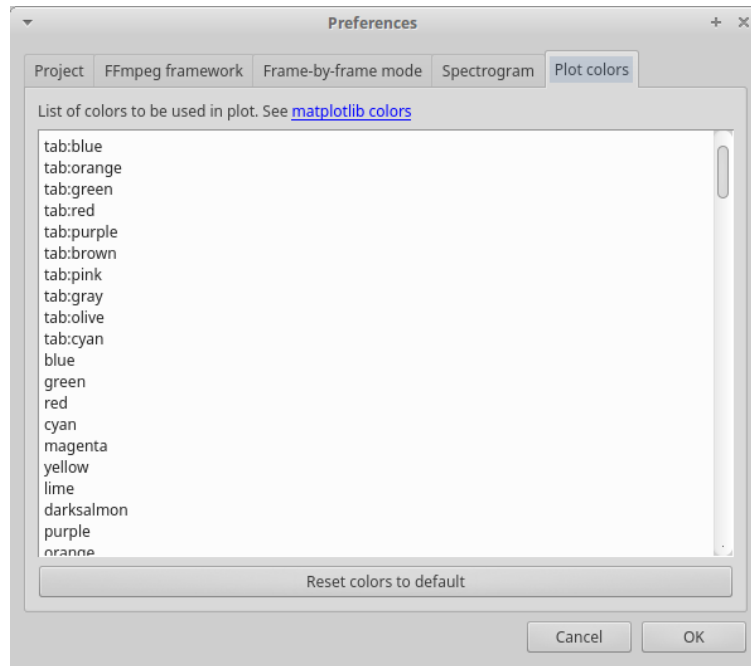 Preferences
Project FFmpeg framework Frame-by-frame mode Spectrogram Plot colors
List of colors to be used in plot. See matplotlib colors
tab:blue
tab:orange
tab:green
tab:red
tab:purple
tab:brown
tab:pink
tab:gray
tab:olive
tab:cyan
blue
green
red
cyan
magenta
yellow
lime
darksalmon
purple
orange
Reset colors to default
Cancel OK